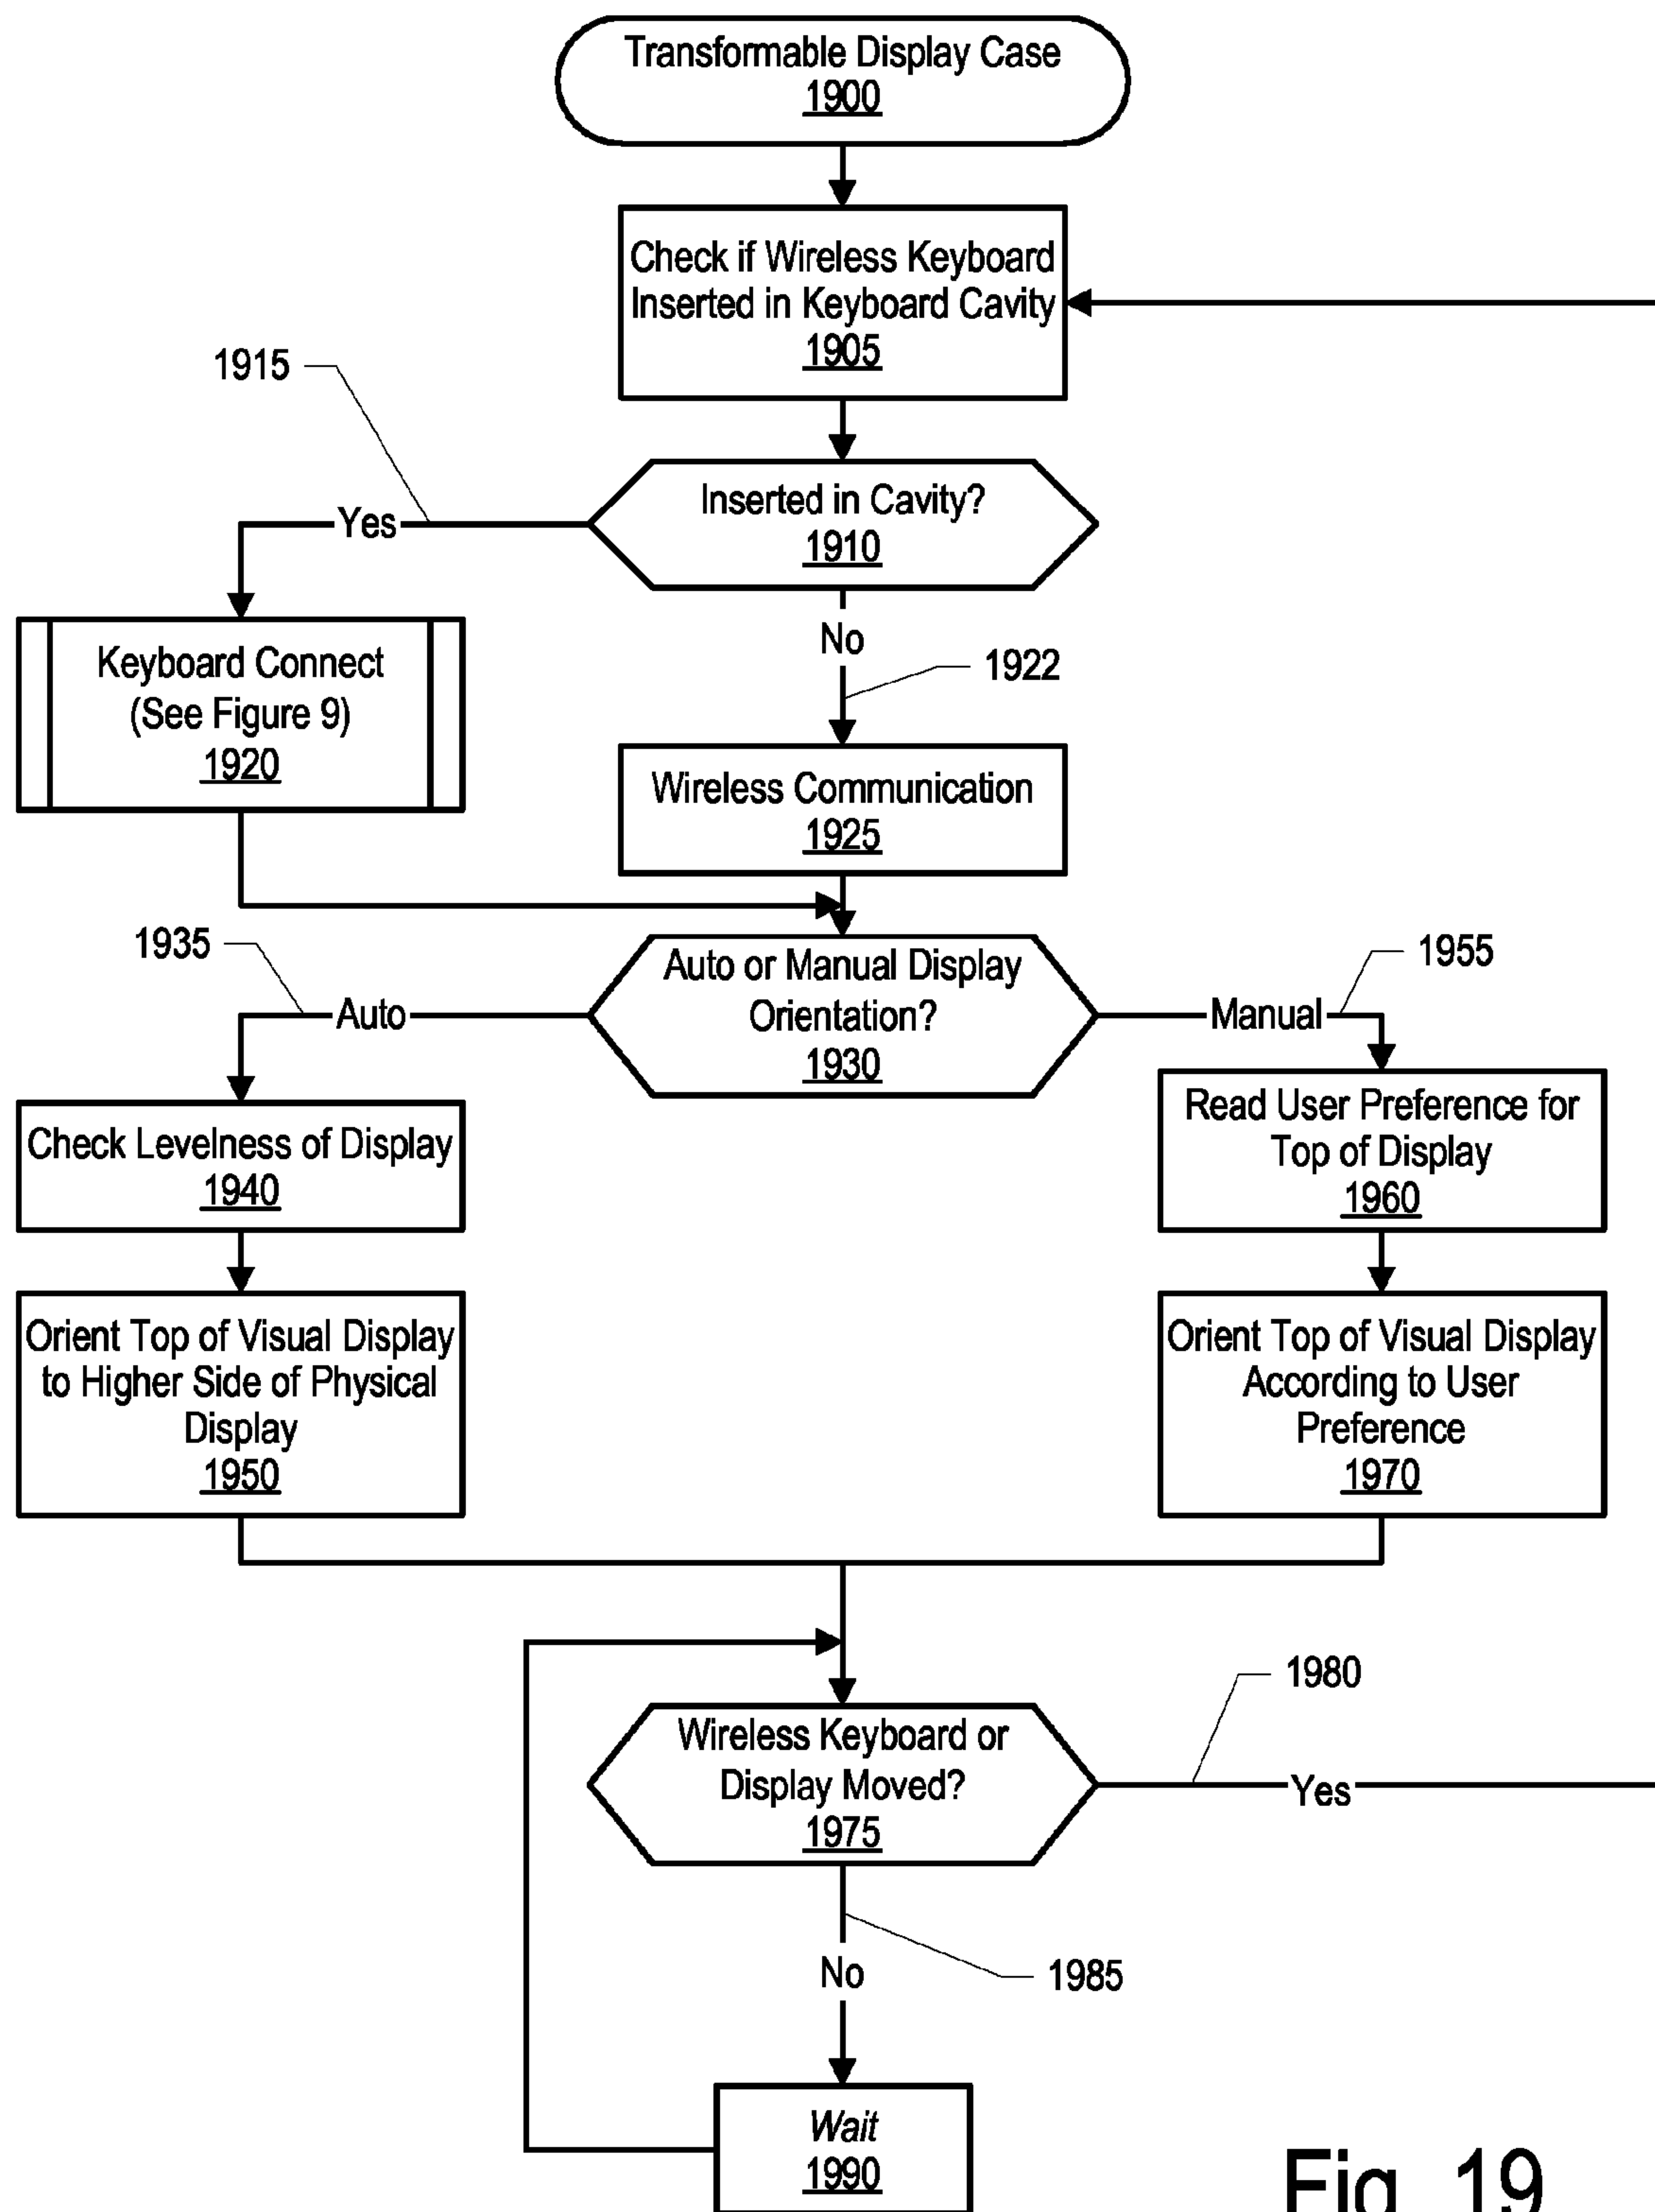 Transformable Display Case
1900
Check if Wireless Keyboard
Inserted in Keyboard Cavity
1905
1915
Inserted in Cavity?
1910
Yes
Keyboard Connect
(See Figure 9)
1920
No
1922
Wireless Communication
1925
1935
Auto or Manual Display
Orientation?
1930
1955
Auto
Manual
Check Levelness of Display
1940
Read User Preference for
Top of Display
1960
Orient Top of Visual Display
to Higher Side of Physical
Display
1950
Orient Top of Visual Display
According to User
Preference
1970
1980
Wireless Keyboard or
Display Moved?
1975
Yes
No
1985
Wait
1990
Fig. 19